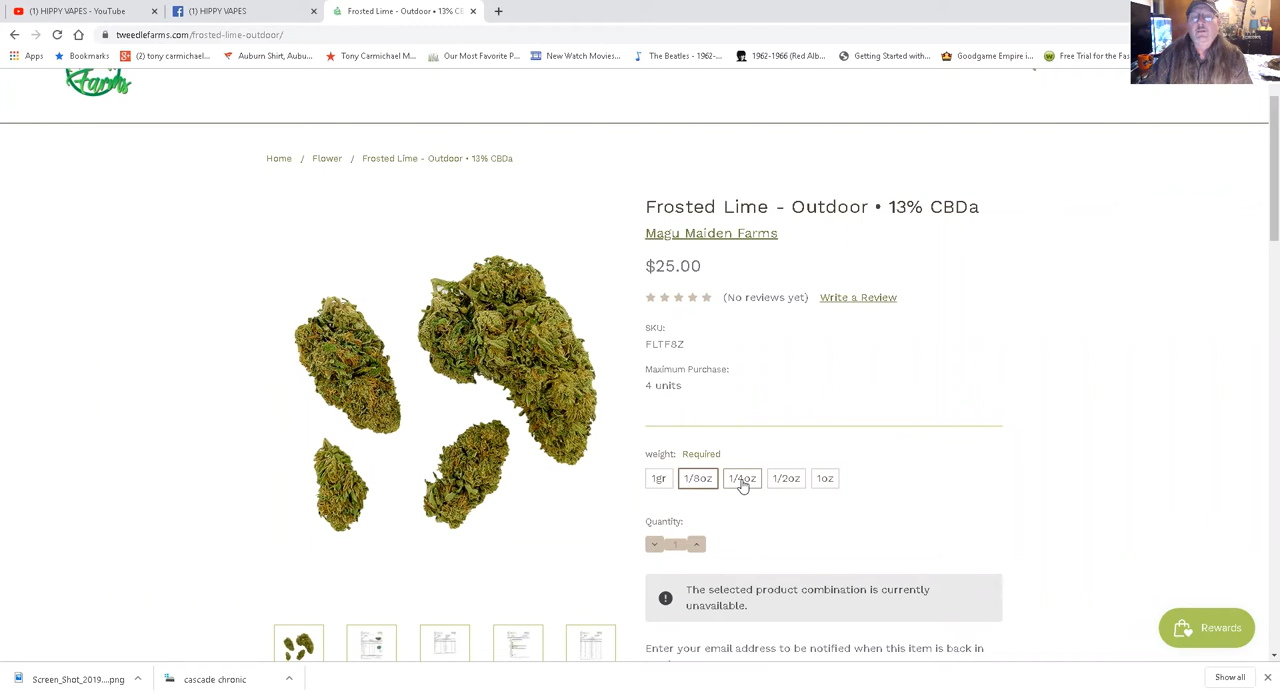 (1) HIPPY VAPES - YouTube
(1) HIPPY VAPES
Frosted Lime - Outdoor • 13% CB
tweedlefarms.com/frosted-lime-outdoor/
Apps
Bookmarks
(2) tony carmichael...
Auburn Shirt, Aubu...
Tony Carmichael M...
Our Most Favorite P...
New Watch Movies...
The Beatles - 1962-...
1962-1966 (Red Alb...
Getting Started with...
Goodgame Empire i...
Free Trial for the Fas
Farms
Home / Flower / Frosted Lime - Outdoor • 13% CBDa
Frosted Lime - Outdoor • 13% CBDa
Magu Maiden Farms
$25.00
(No reviews yet) Write a Review
SKU:
FLTF8Z
Maximum Purchase:
4 units
weight: Required
1gr 1/8oz 1/4oz 1/2oz 1oz
Quantity:
1
The selected product combination is currently
unavailable.
Rewards
Enter your email address to be notified when this item is back in
Screen_Shot_2019....png
cascade chronic
Show all